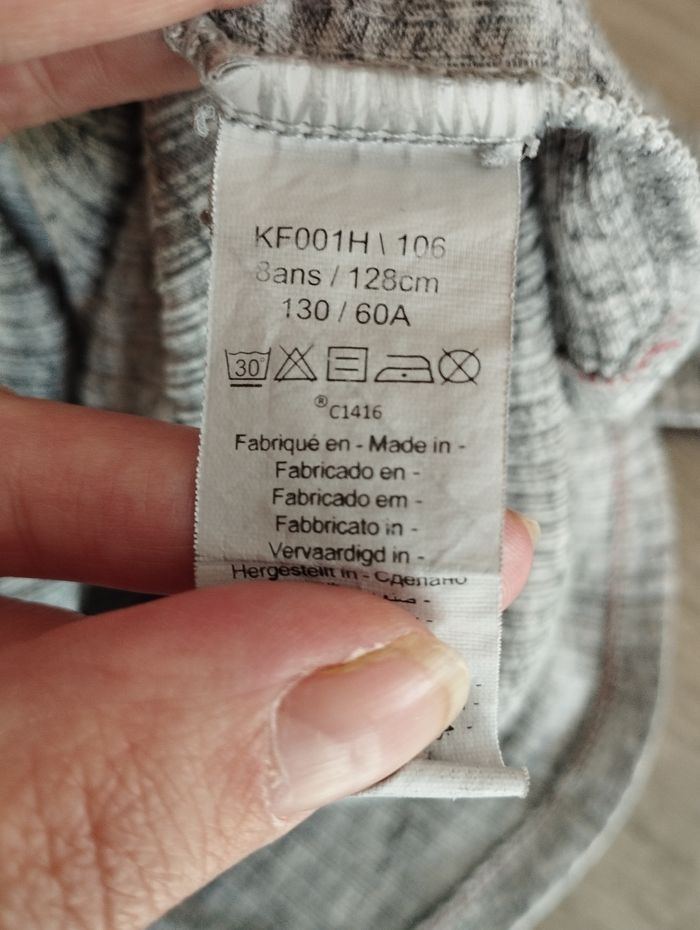 KF001H \ 106
8ans / 128cm
130 / 60A
30
® C1416
Fabriqué en - Made in -
Fabricado en -
Fabricado em -
Fabbricato in -
Vervaardigd in -
Hergestellt in - Сделано